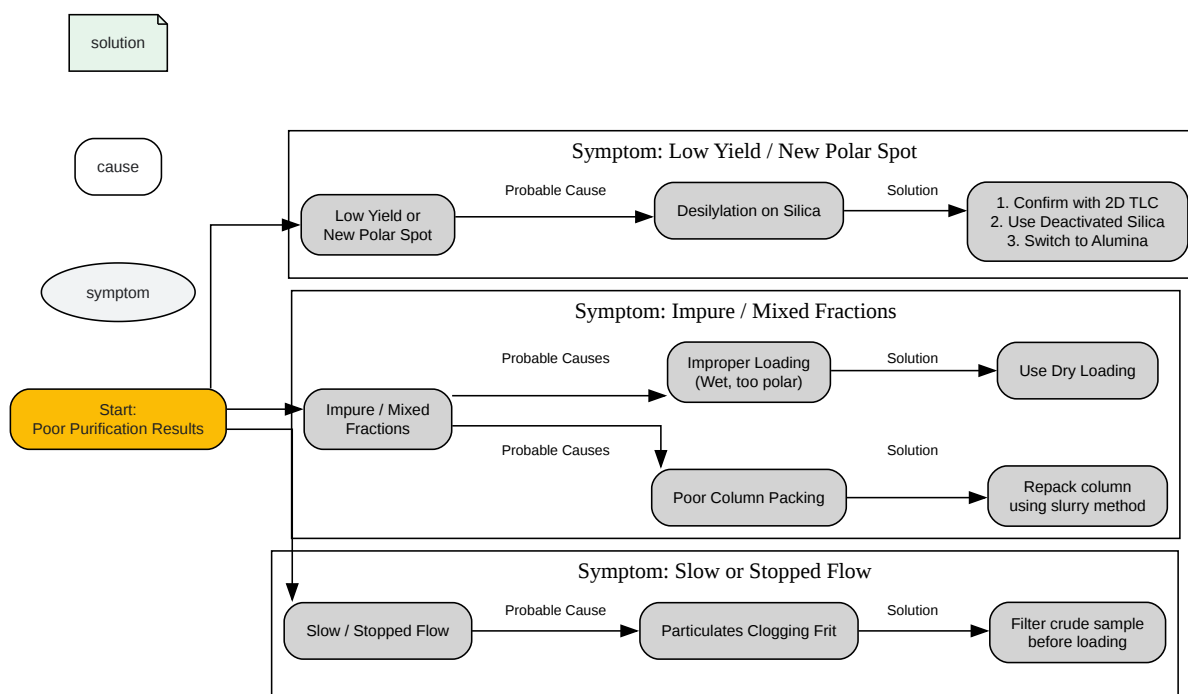 solution
cause
symptom
Start:
Poor Purification Results
Symptom: Low Yield / New Polar Spot
Low Yield or
New Polar Spot
Probable Cause
Desilylation on Silica
Solution
1. Confirm with 2D TLC
2. Use Deactivated Silica
3. Switch to Alumina
Symptom: Impure / Mixed Fractions
Impure / Mixed
Fractions
Probable Causes
Improper Loading
(Wet, too polar)
Solution
Use Dry Loading
Probable Causes
Poor Column Packing
Solution
Repack column
using slurry method
Symptom: Slow or Stopped Flow
Slow / Stopped Flow
Probable Cause
Particulates Clogging Frit
Solution
Filter crude sample
before loading